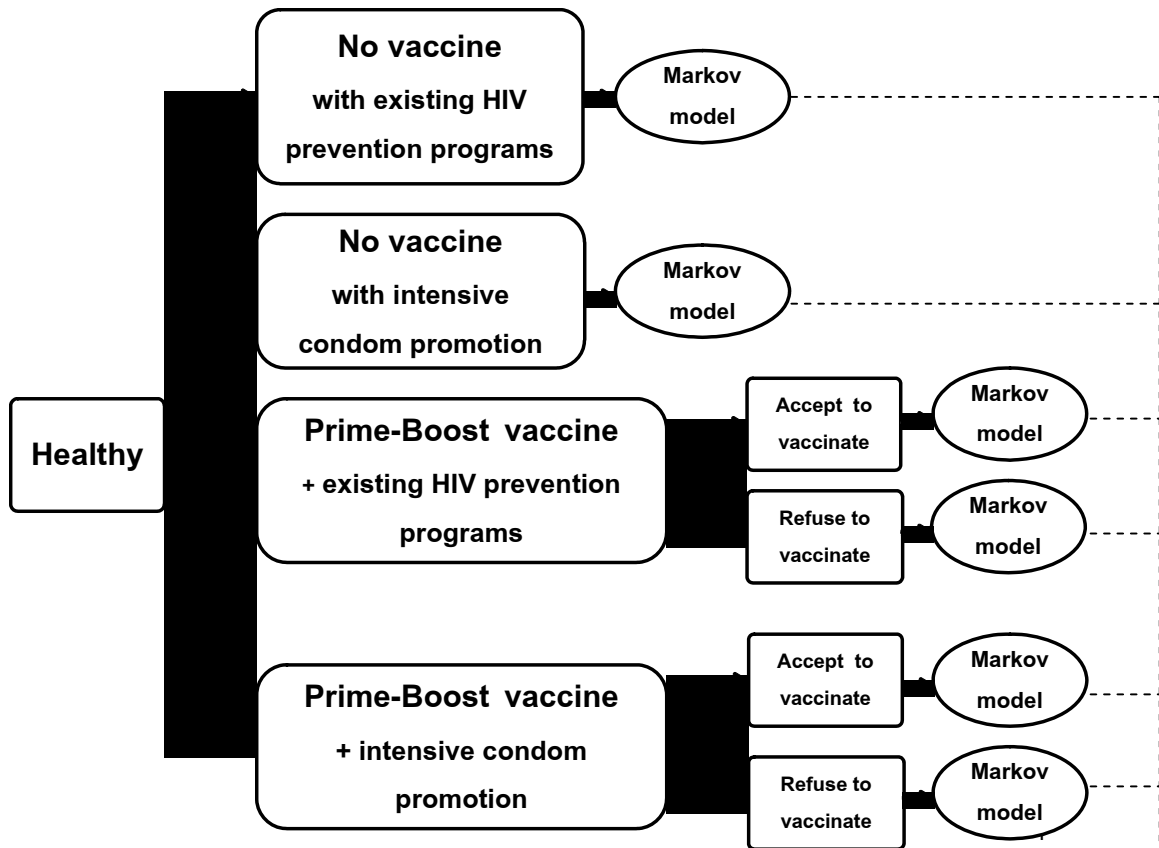 No vaccine
with existing HIV
prevention programs
Markov
model
No vaccine
with intensive
condom promotion
Markov
model
Healthy
Prime-Boost vaccine
+ existing HIV prevention
programs
Accept to
vaccinate
Markov
model
Refuse to
vaccinate
Markov
model
Prime-Boost vaccine
+ intensive condom
promotion
Accept to
vaccinate
Markov
model
Refuse to
vaccinate
Markov
model